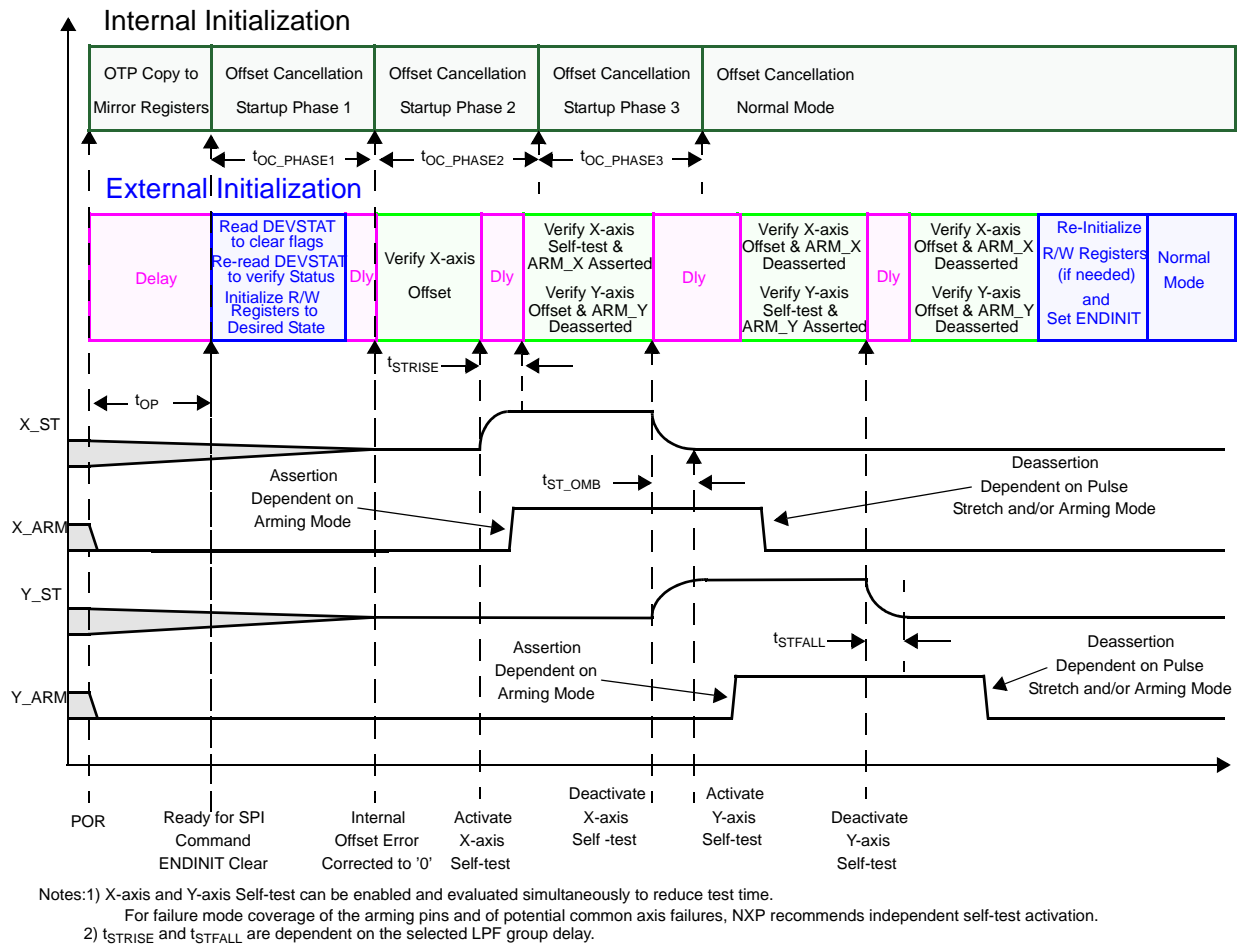 Internal Initialization
OTP Copy to
Mirror Registers
Offset Cancellation
Startup Phase 1
Offset Cancellation
Startup Phase 2
Offset Cancellation
Startup Phase 3
Offset Cancellation
Normal Mode
tOC_PHASE1
tOC_PHASE2
tOC_PHASE3
External Initialization
Delay
Read DEVSTAT
to clear flags
Re-read DEVSTAT
to verify Status
Initialize R/W
Registers to
Desired State
Dly
Verify X-axis
Offset
Dly
Verify X-axis
Self-test &
ARM_X Asserted
Verify Y-axis
Offset & ARM_Y
Deasserted
Dly
Verify X-axis
Offset & ARM_X
Deasserted
Verify Y-axis
Self-test &
ARM_Y Asserted
Dly
Verify X-axis
Offset & ARM_X
Deasserted
Verify Y-axis
Offset & ARM_Y
Deasserted
Re-Initialize
R/W Registers
(if needed)
and
Set ENDINIT
Normal
Mode
tSTRISE
tOP
X_ST
Assertion
Dependent on
Arming Mode
tST_OMB
Deassertion
Dependent on Pulse
Stretch and/or Arming Mode
X_ARM
Y_ST
Assertion
Dependent on
Arming Mode
tSTFALL
Deassertion
Dependent on Pulse
Stretch and/or Arming Mode
Y_ARM
POR
Ready for SPI
Command
ENDINIT Clear
Internal
Offset Error
Corrected to '0'
Activate
X-axis
Self-test
Deactivate
X-axis
Self -test
Activate
Y-axis
Self-test
Deactivate
Y-axis
Self-test
Notes:1) X-axis and Y-axis Self-test can be enabled and evaluated simultaneously to reduce test time.
For failure mode coverage of the arming pins and of potential common axis failures, NXP recommends independent self-test activation.
2) tSTRISE and tSTFALL are dependent on the selected LPF group delay.